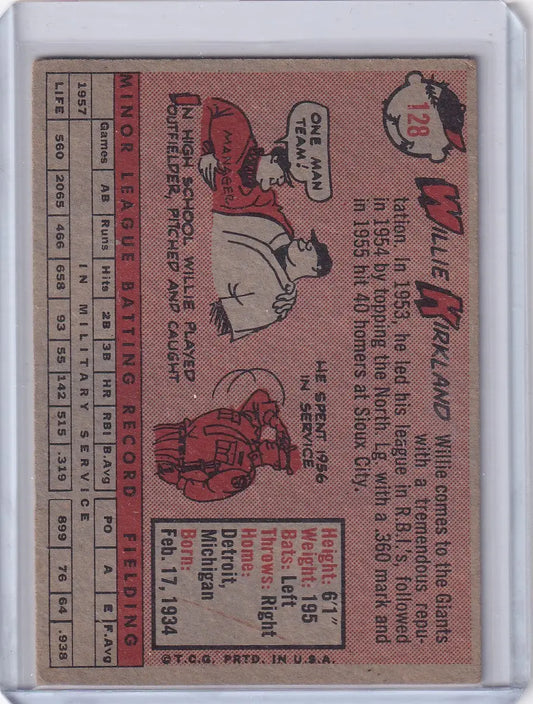 128
WILLIE KIRKLAND
Willie comes to the Giants
with a tremendous repu-
tation. In 1953, he led his league in R.B.I.'s, followed
in 1954 by topping the North Lg. with a .360 mark and
in 1955 hit 40 homers at Sioux City.
ONE MAN
TEAM!
MANAGER
IN HIGH SCHOOL WILLIE PLAYED
OUTFIELDER, PITCHED AND CAUGHT
HE SPENT 1956
IN SERVICE
Height: 6'1"
Weight: 195
Bats: Left
Throws: Right
Home:
Detroit,
Michigan
Born:
Feb. 17, 1934
©T.C.G. PRTD. IN U.S.A.
MINOR LEAGUE BATTING RECORD FIELDING
Games AB Runs Hits 2B 3B HR RBI B.Avg PO A E F.Avg
1957 IN MILITARY SERVICE
LIFE 560 2065 466 658 93 55 142 515 .319 899 76 64 .938